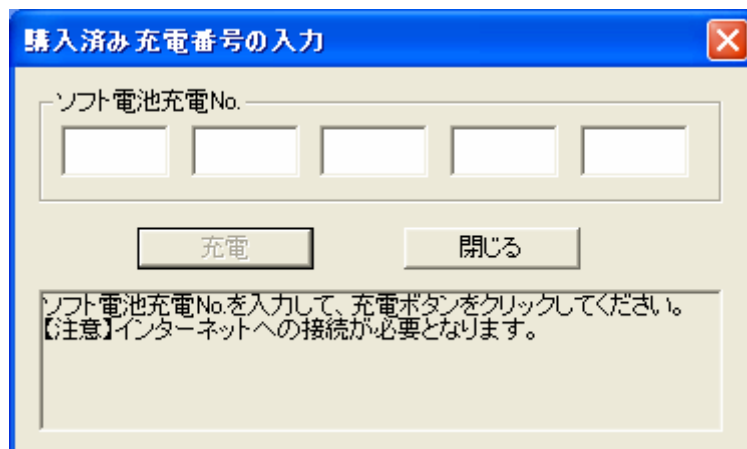 購入済み充電番号の入力
ソフト電池充電No.
充電
閉じる
ソフト電池充電No.を入力して、充電ボタンをクリックしてください。
【注意】インターネットへの接続が必要となります。